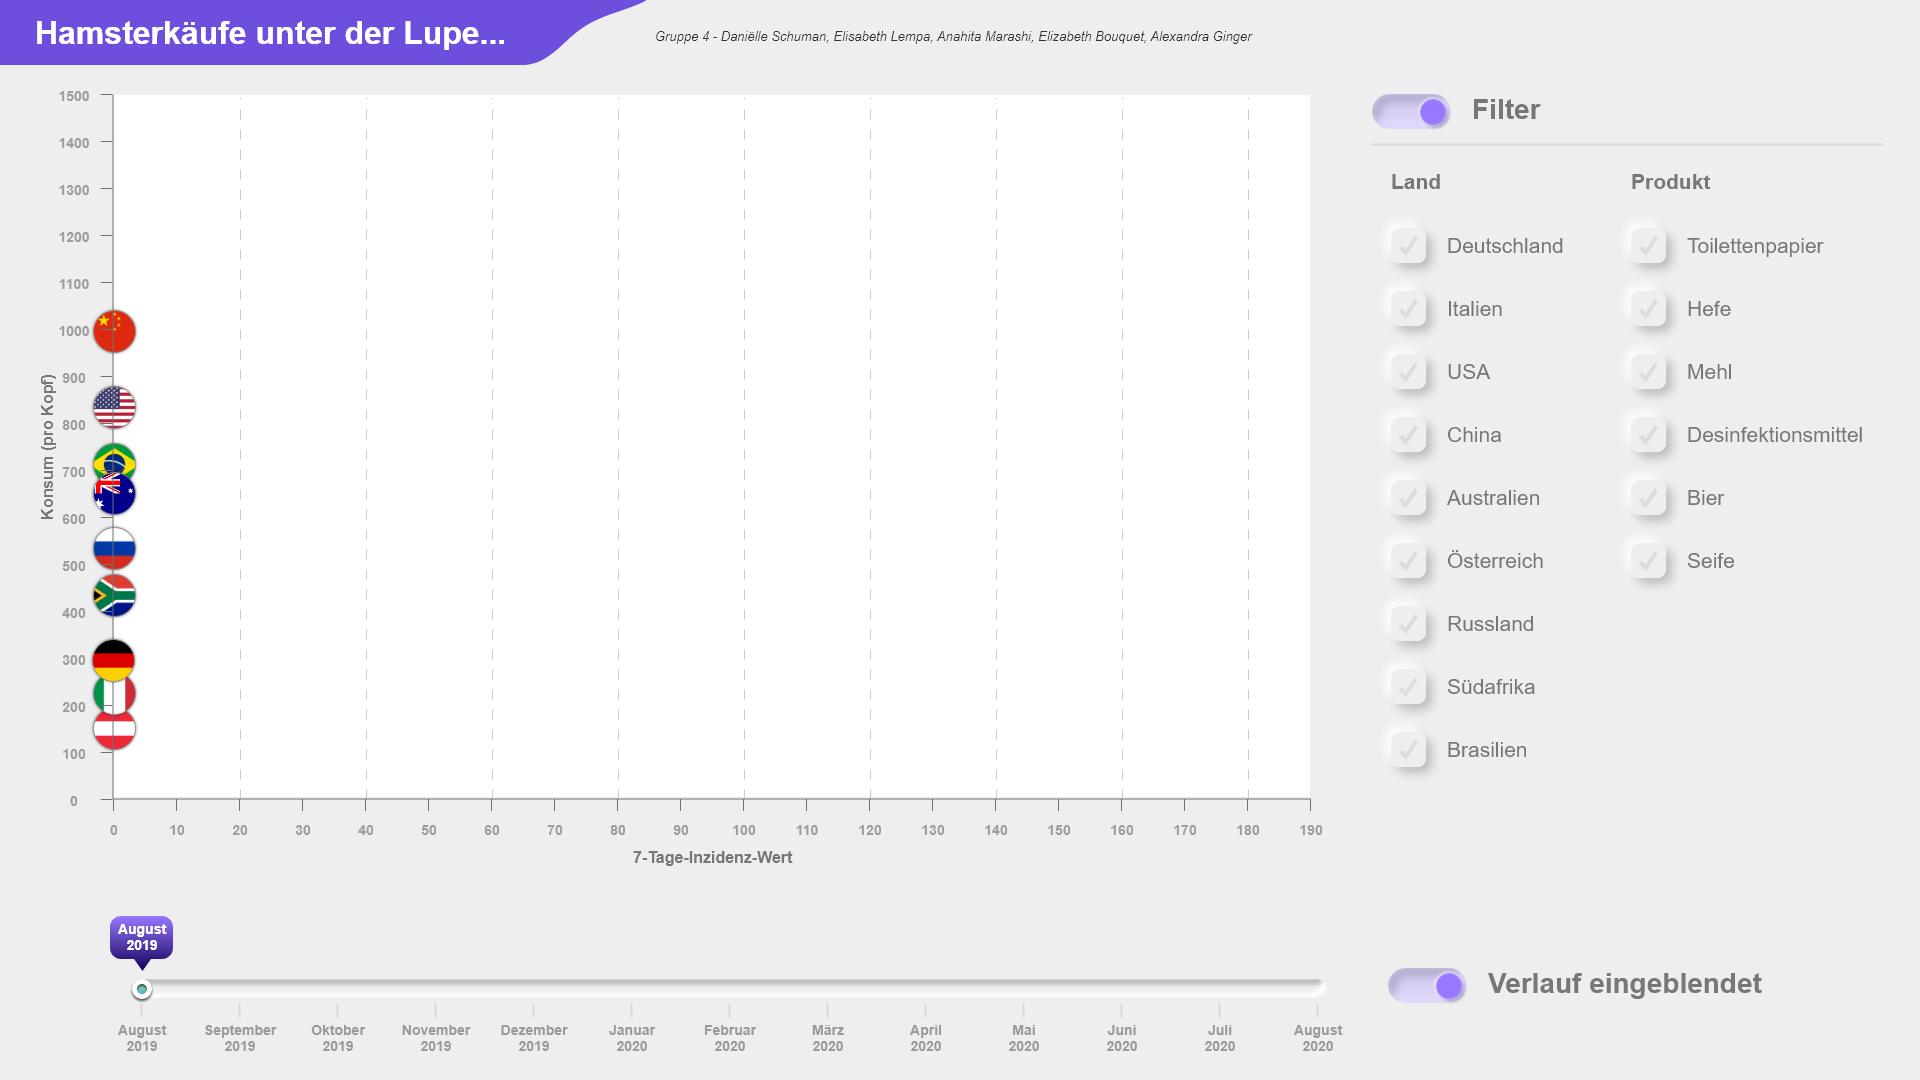 Hamsterkäufe unter der Lupe...
Gruppe 4 - Daniëlle Schuman, Elisabeth Lempa, Anahita Marashi, Elizabeth Bouquet, Alexandra Ginger
1500
1400
1300
1200
1100
1000
900
800
700
600
500
400
300
200
100
0
Konsum (pro Kopf)
0 10 20 30 40 50 60 70 80 90 100 110 120 130 140 150 160 170 180 190
7-Tage-Inzidenz-Wert
Filter
Land
Deutschland
Italien
USA
China
Australien
Österreich
Russland
Südafrika
Brasilien
Produkt
Toilettenpapier
Hefe
Mehl
Desinfektionsmittel
Bier
Seife
August
2019
August
2019
September
2019
Oktober
2019
November
2019
Dezember
2019
Januar
2020
Februar
2020
März
2020
April
2020
Mai
2020
Juni
2020
Juli
2020
August
2020
Verlauf eingeblendet